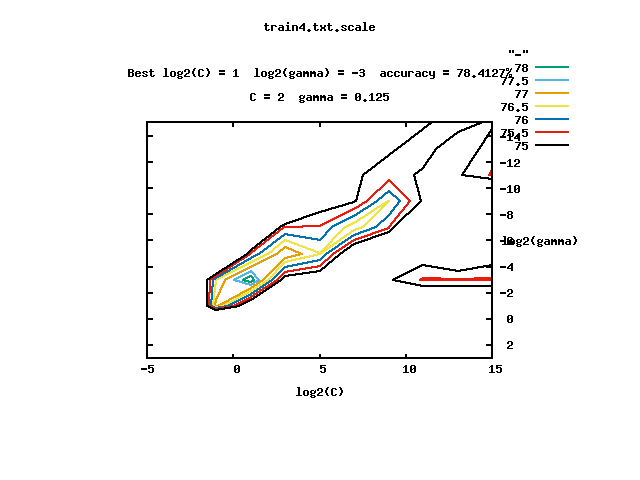 train4.txt.scale
"-"
Best log2(C) = 1  log2(gamma) = -3  accuracy = 78.4127%
78
77.5
C = 2  gamma = 0.125
77
76.5
76
75.5
75
-14
-12
-10
-8
-6
log2(gamma)
-4
-2
0
2
-5 0 5 10 15
log2(C)